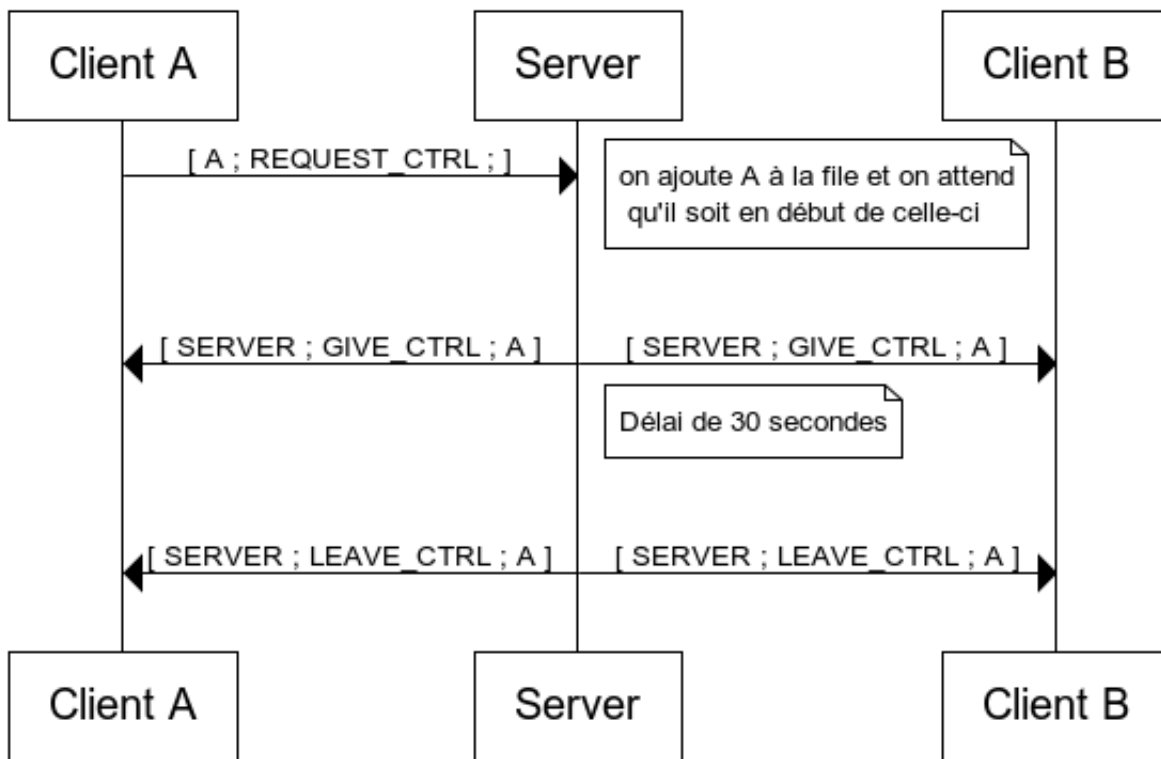 Client A
Server
Client B
[ A ; REQUEST_CTRL ; ]
on ajoute A à la file et on attend
qu'il soit en début de celle-ci
[ SERVER ; GIVE_CTRL ; A ]
[ SERVER ; GIVE_CTRL ; A ]
Délai de 30 secondes
[ SERVER ; LEAVE_CTRL ; A ]
[ SERVER ; LEAVE_CTRL ; A ]
Client A
Server
Client B